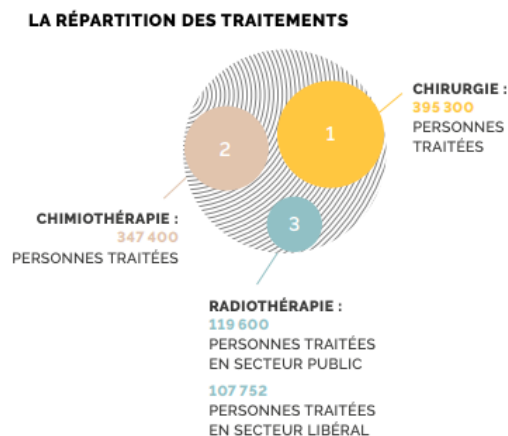 LA RÉPARTITION DES TRAITEMENTS
CHIRURGIE :
395 300
PERSONNES
TRAITÉES
1
2
3
CHIMIOTHÉRAPIE :
347 400
PERSONNES TRAITÉES
RADIOTHÉRAPIE :
119 600
PERSONNES TRAITÉES
EN SECTEUR PUBLIC
107 752
PERSONNES TRAITÉES
EN SECTEUR LIBÉRAL